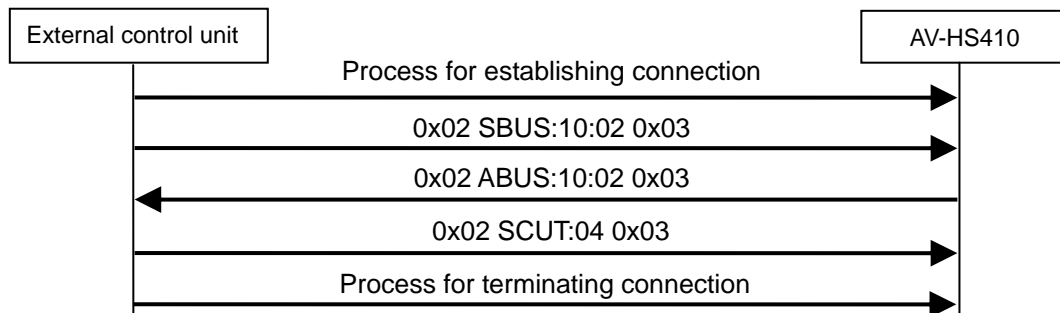 External control unit
AV-HS410
Process for establishing connection
0x02 SBUS:10:02 0x03
0x02 ABUS:10:02 0x03
0x02 SCUT:04 0x03
Process for terminating connection